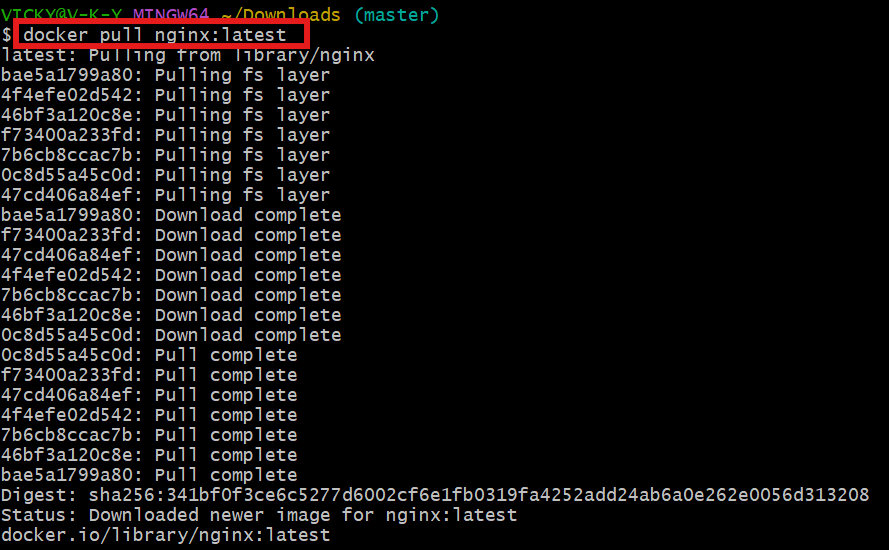 VICKY@V-K-Y MINGW64 ~/Downloads (master)
$ docker pull nginx:latest
latest: Pulling from library/nginx
bae5a1799a80: Pulling fs layer
4f4efe02d542: Pulling fs layer
46bf3a120c8e: Pulling fs layer
f73400a233fd: Pulling fs layer
7b6cb8ccac7b: Pulling fs layer
0c8d55a45c0d: Pulling fs layer
47cd406a84ef: Pulling fs layer
bae5a1799a80: Download complete
f73400a233fd: Download complete
47cd406a84ef: Download complete
4f4efe02d542: Download complete
7b6cb8ccac7b: Download complete
46bf3a120c8e: Download complete
0c8d55a45c0d: Download complete
0c8d55a45c0d: Pull complete
f73400a233fd: Pull complete
47cd406a84ef: Pull complete
4f4efe02d542: Pull complete
7b6cb8ccac7b: Pull complete
46bf3a120c8e: Pull complete
bae5a1799a80: Pull complete
Digest: sha256:341bf0f3ce6c5277d6002cf6e1fb0319fa4252add24ab6a0e262e0056d313208
Status: Downloaded newer image for nginx:latest
docker.io/library/nginx:latest